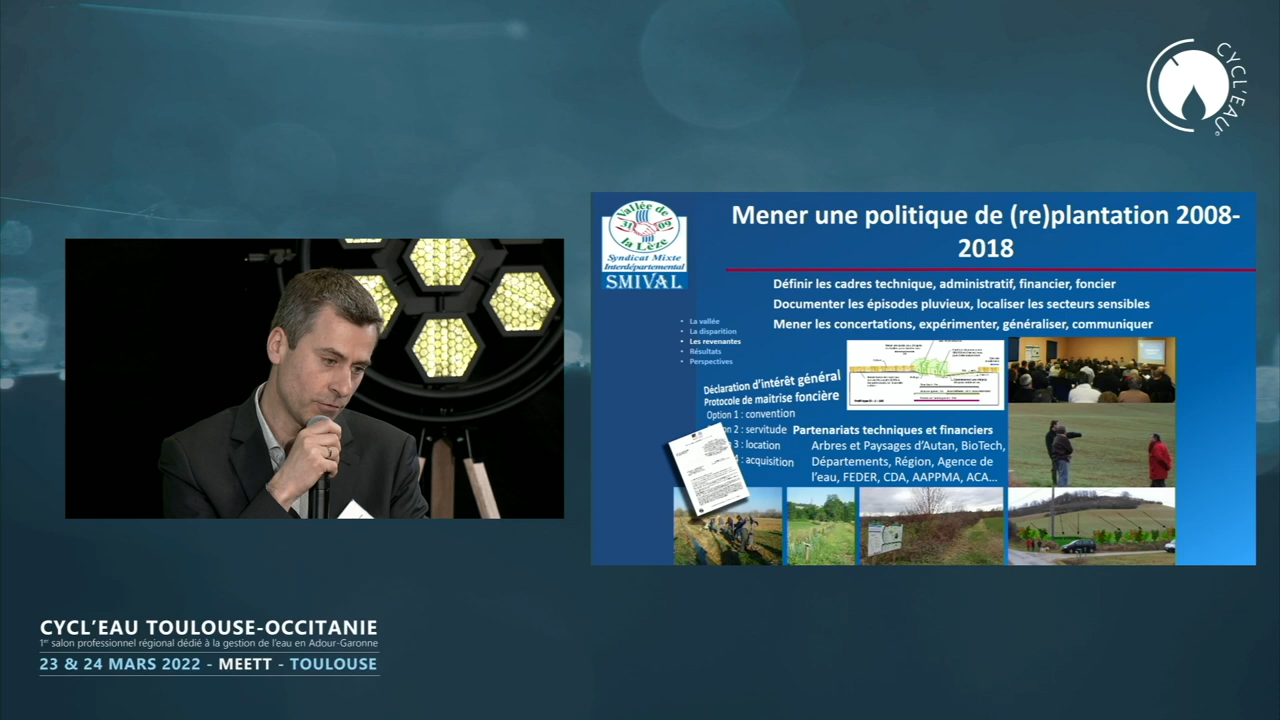 CYCL'EAU
Vallée de
31 09
la Lèze
Syndicat Mixte
Interdépartemental
SMIVAL
Mener une politique de (re)plantation 2008-
2018
Définir les cadres technique, administratif, financier, foncier
Documenter les épisodes pluvieux, localiser les secteurs sensibles
Mener les concertations, expérimenter, généraliser, communiquer
• La vallée
• La disparition
• Les revenantes
• Résultats
• Perspectives
Déclaration d'intérêt général
Protocole de maitrise foncière
Option 1 : convention
2 : servitude
3 : location
: acquisition
Partenariats techniques et financiers
Arbres et Paysages d'Autan, BioTech,
Départements, Région, Agence de
l'eau, FEDER, CDA, AAPPMA, ACA...
CYCL'EAU TOULOUSE-OCCITANIE
1er salon professionnel régional dédié à la gestion de l'eau en Adour-Garonne
23 & 24 MARS 2022 - MEETT - TOULOUSE